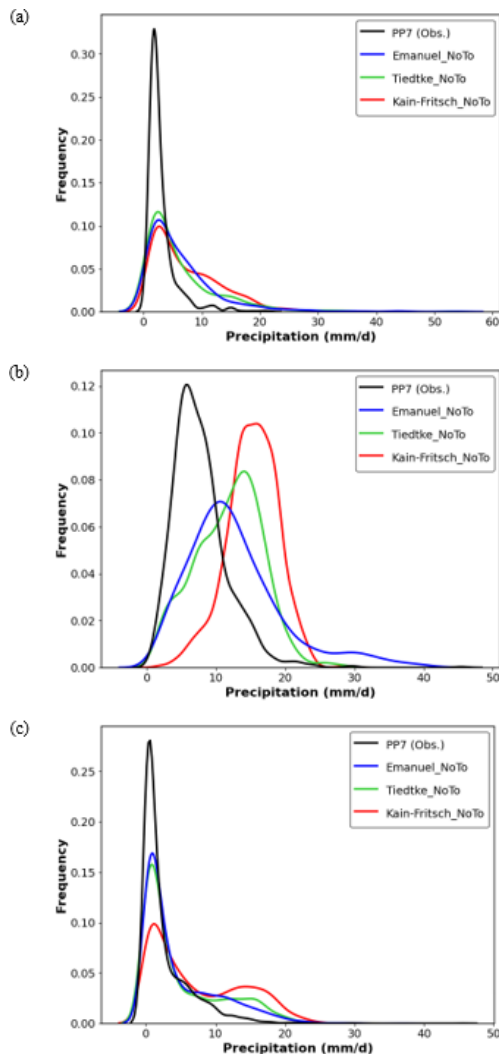 (a)
PP7 (Obs.)
Emanuel_NoTo
Tiedtke_NoTo
Kain-Fritsch_NoTo
Frequency
0.30
0.25
0.20
0.15
0.10
0.05
0.00
0 10 20 30 40 50 60
Precipitation (mm/d)
(b)
PP7 (Obs.)
Emanuel_NoTo
Tiedtke_NoTo
Kain-Fritsch_NoTo
Frequency
0.12
0.10
0.08
0.06
0.04
0.02
0.00
0 10 20 30 40 50
Precipitation (mm/d)
(c)
PP7 (Obs.)
Emanuel_NoTo
Tiedtke_NoTo
Kain-Fritsch_NoTo
Frequency
0.25
0.20
0.15
0.10
0.05
0.00
0 10 20 30 40 50
Precipitation (mm/d)